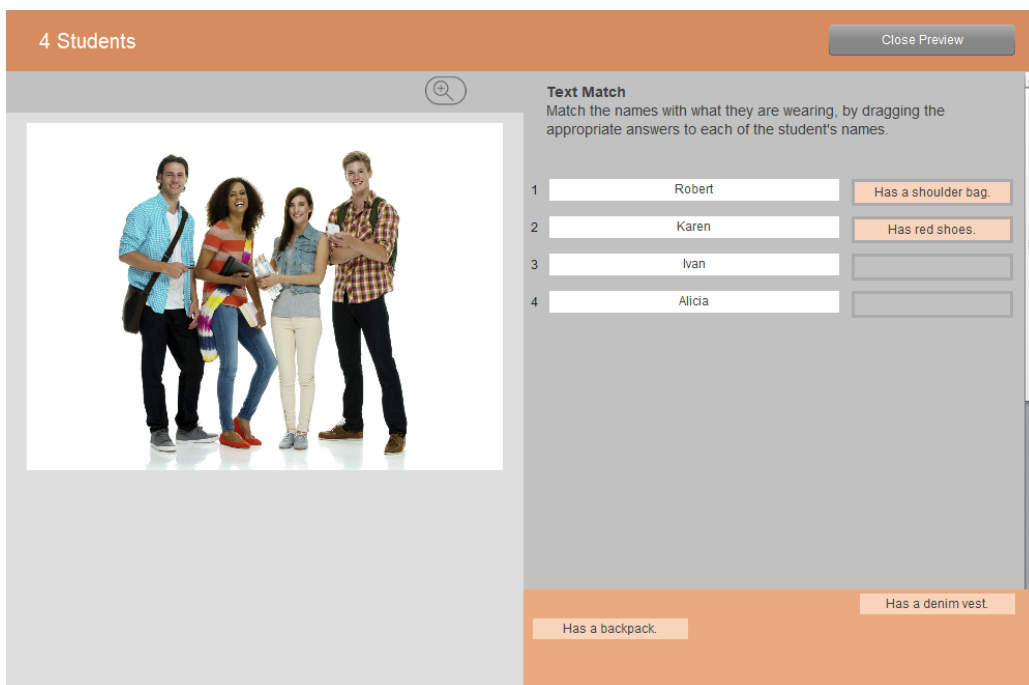 4 Students
Close Preview
Text Match
Match the names with what they are wearing, by dragging the
appropriate answers to each of the student's names.
1 Robert Has a shoulder bag.
2 Karen Has red shoes.
3 Ivan
4 Alicia
Has a denim vest.
Has a backpack.